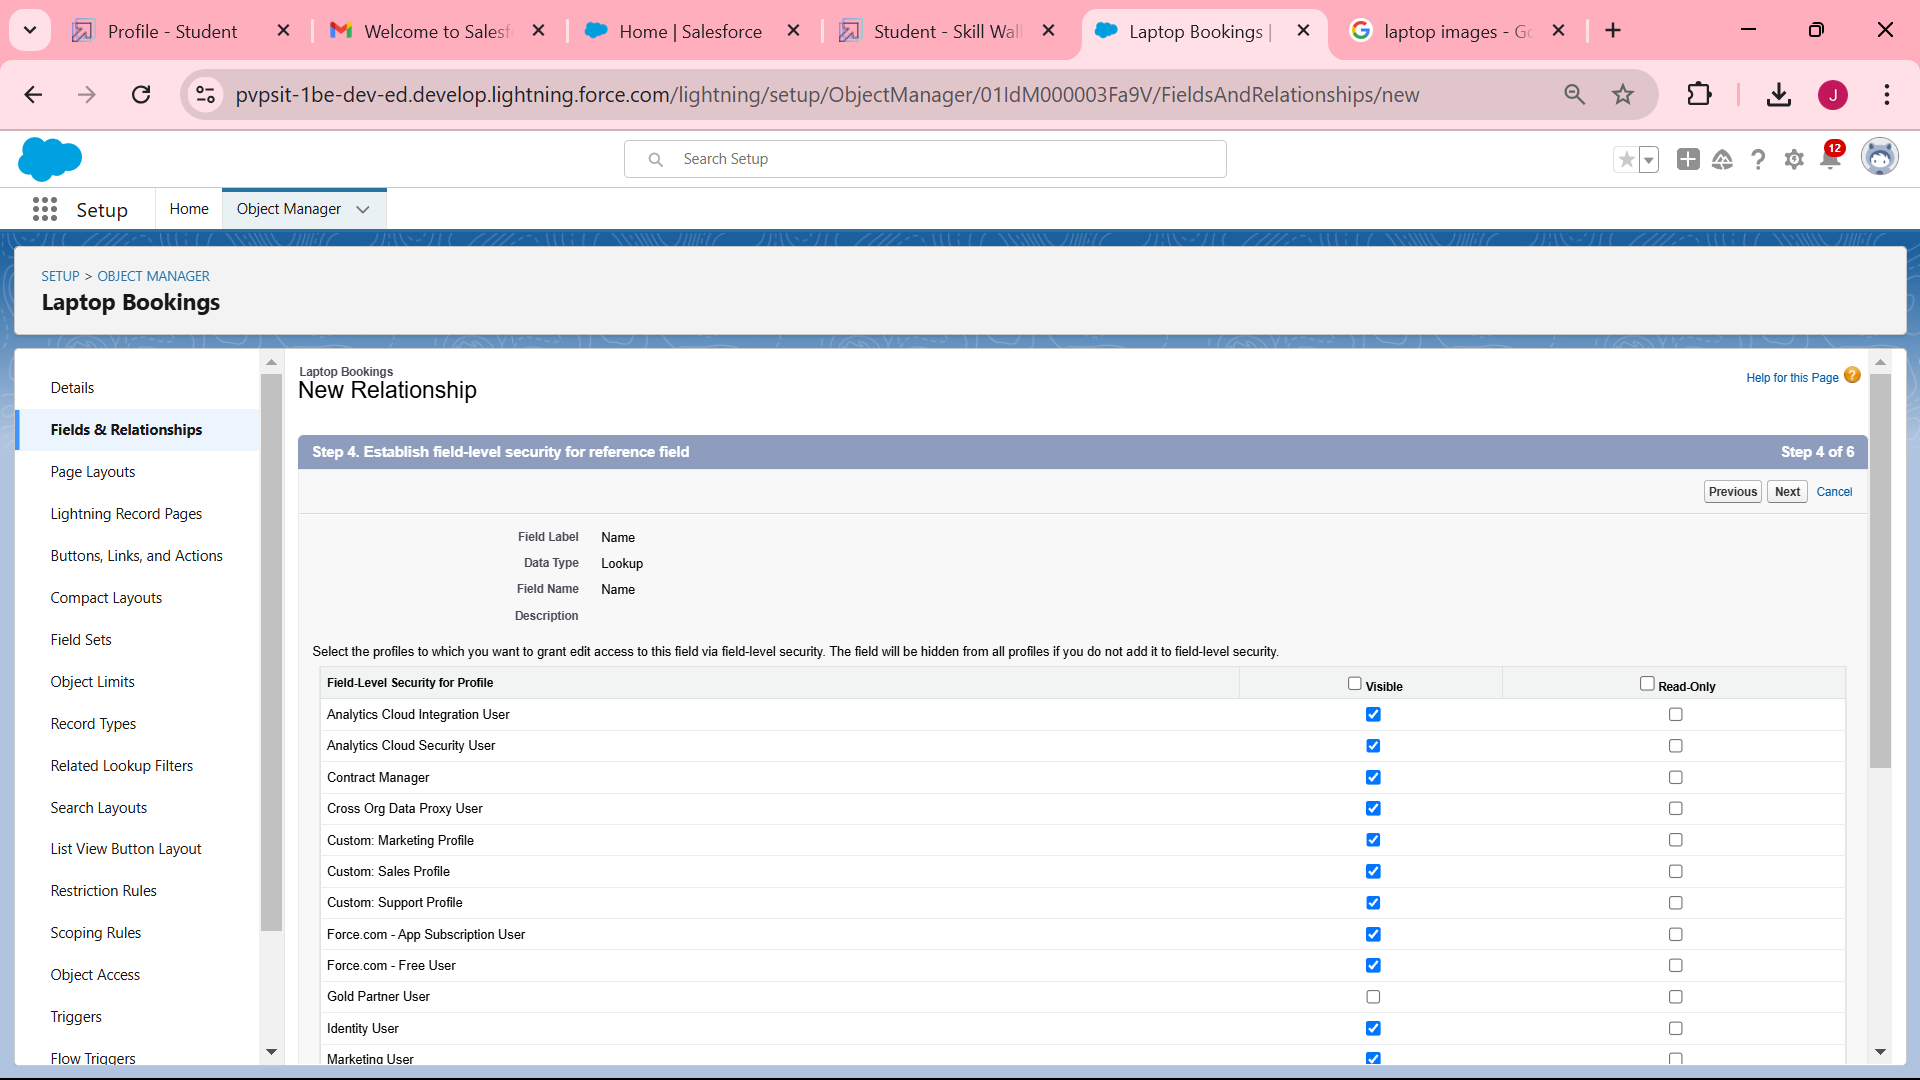 Profile - Student
Welcome to Salesf
Home | Salesforce
Student - Skill Wall
Laptop Bookings |
laptop images - Go
pvpsit-1be-dev-ed.develop.lightning.force.com/lightning/setup/ObjectManager/01IdM000003Fa9V/FieldsAndRelationships/new
J
Search Setup
12
Setup
Home
Object Manager
SETUP > OBJECT MANAGER
Laptop Bookings
Details
Fields & Relationships
Page Layouts
Lightning Record Pages
Buttons, Links, and Actions
Compact Layouts
Field Sets
Object Limits
Record Types
Related Lookup Filters
Search Layouts
List View Button Layout
Restriction Rules
Scoping Rules
Object Access
Triggers
Flow Triggers
Laptop Bookings
New Relationship
Help for this Page
Step 4. Establish field-level security for reference field
Step 4 of 6
Previous Next Cancel
Field Label Name
Data Type Lookup
Field Name Name
Description
Select the profiles to which you want to grant edit access to this field via field-level security. The field will be hidden from all profiles if you do not add it to field-level security.
Field-Level Security for Profile Visible Read-Only
Analytics Cloud Integration User
Analytics Cloud Security User
Contract Manager
Cross Org Data Proxy User
Custom: Marketing Profile
Custom: Sales Profile
Custom: Support Profile
Force.com - App Subscription User
Force.com - Free User
Gold Partner User
Identity User
Marketing User